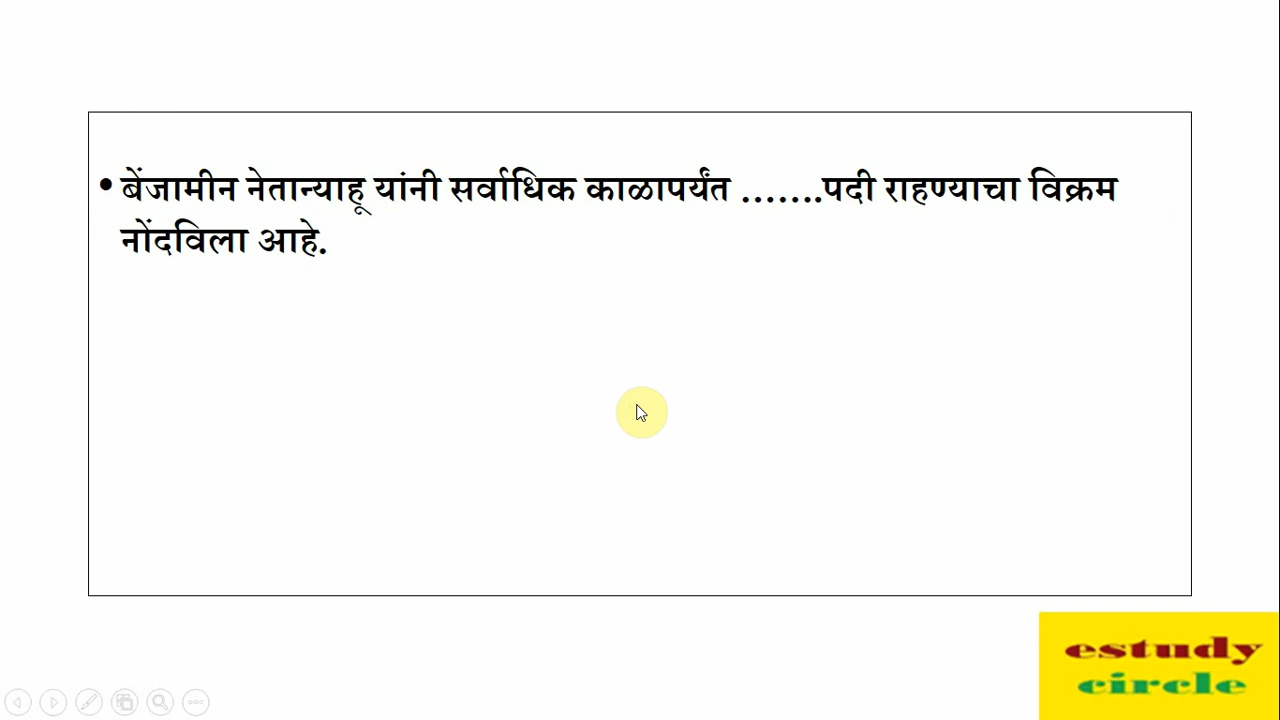 • बेंजामीन नेतान्याहू यांनी सर्वाधिक काळापर्यंत .......पदी राहण्याचा विक्रम
नोंदविला आहे.
estudy
circle